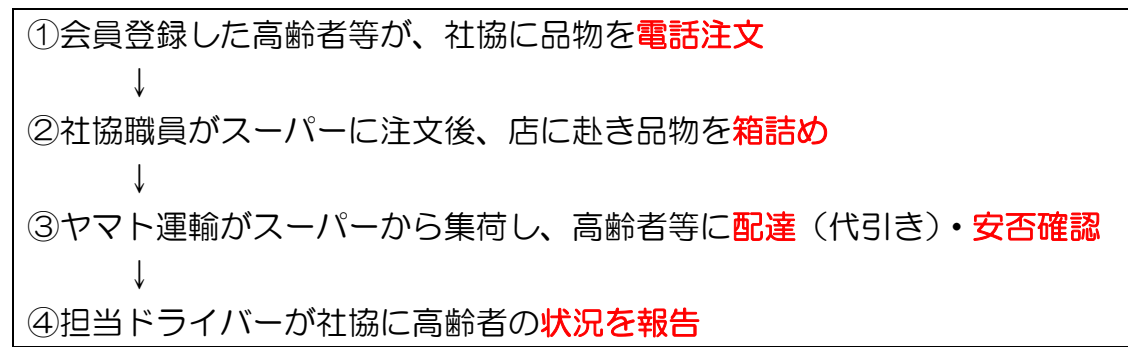 ①会員登録した高齢者等が、社協に品物を電話注文
↓
②社協職員がスーパーに注文後、店に赴き品物を箱詰め
↓
③ヤマト運輸がスーパーから集荷し、高齢者等に配達（代引き）・安否確認
↓
④担当ドライバーが社協に高齢者の状況を報告